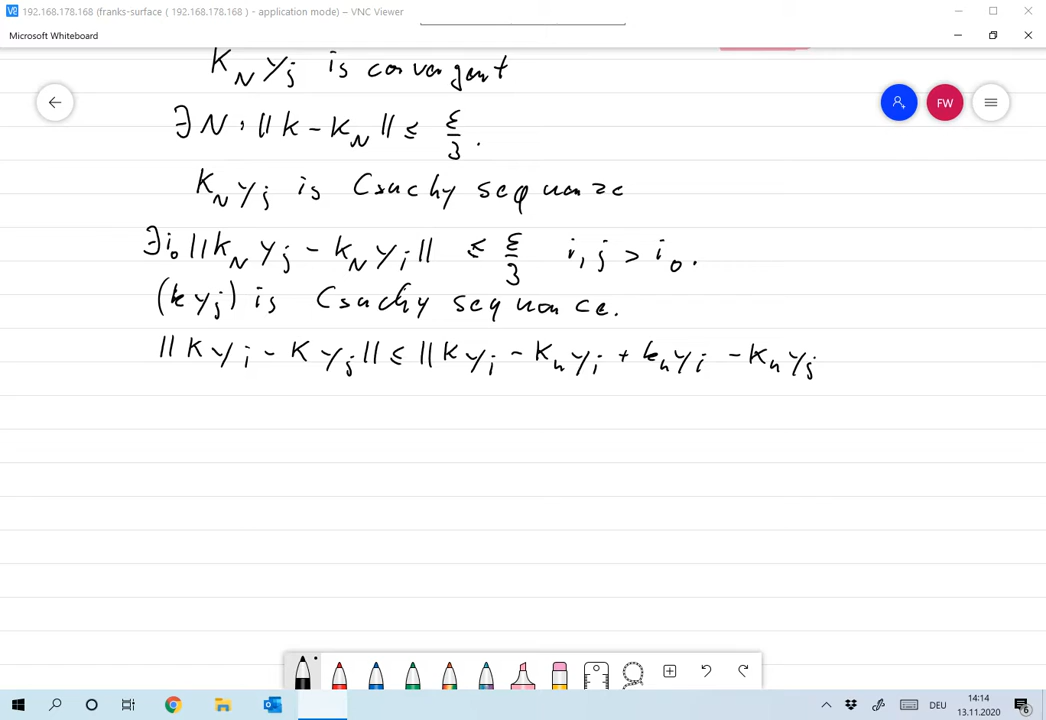 192.168.178.168 (franks-surface ( 192.168.178.168 ) - application mode) – VNC Viewer
Microsoft Whiteboard
K_N y_j is convergent
FW
∃ N : ‖ K − K_N ‖ ≤ ε/3 .
K_N y_j is Cauchy sequence
∃ i_0 ‖ K_N y_j − K_N y_i ‖ ≤ ε/3 i, j > i_0 .
(K y_j) is Cauchy sequence.
‖ K y_i − K y_j ‖ ≤ ‖ K y_i − K_n y_i + K_n y_i − K_n y_j
DEU
14:14
13.11.2020
6